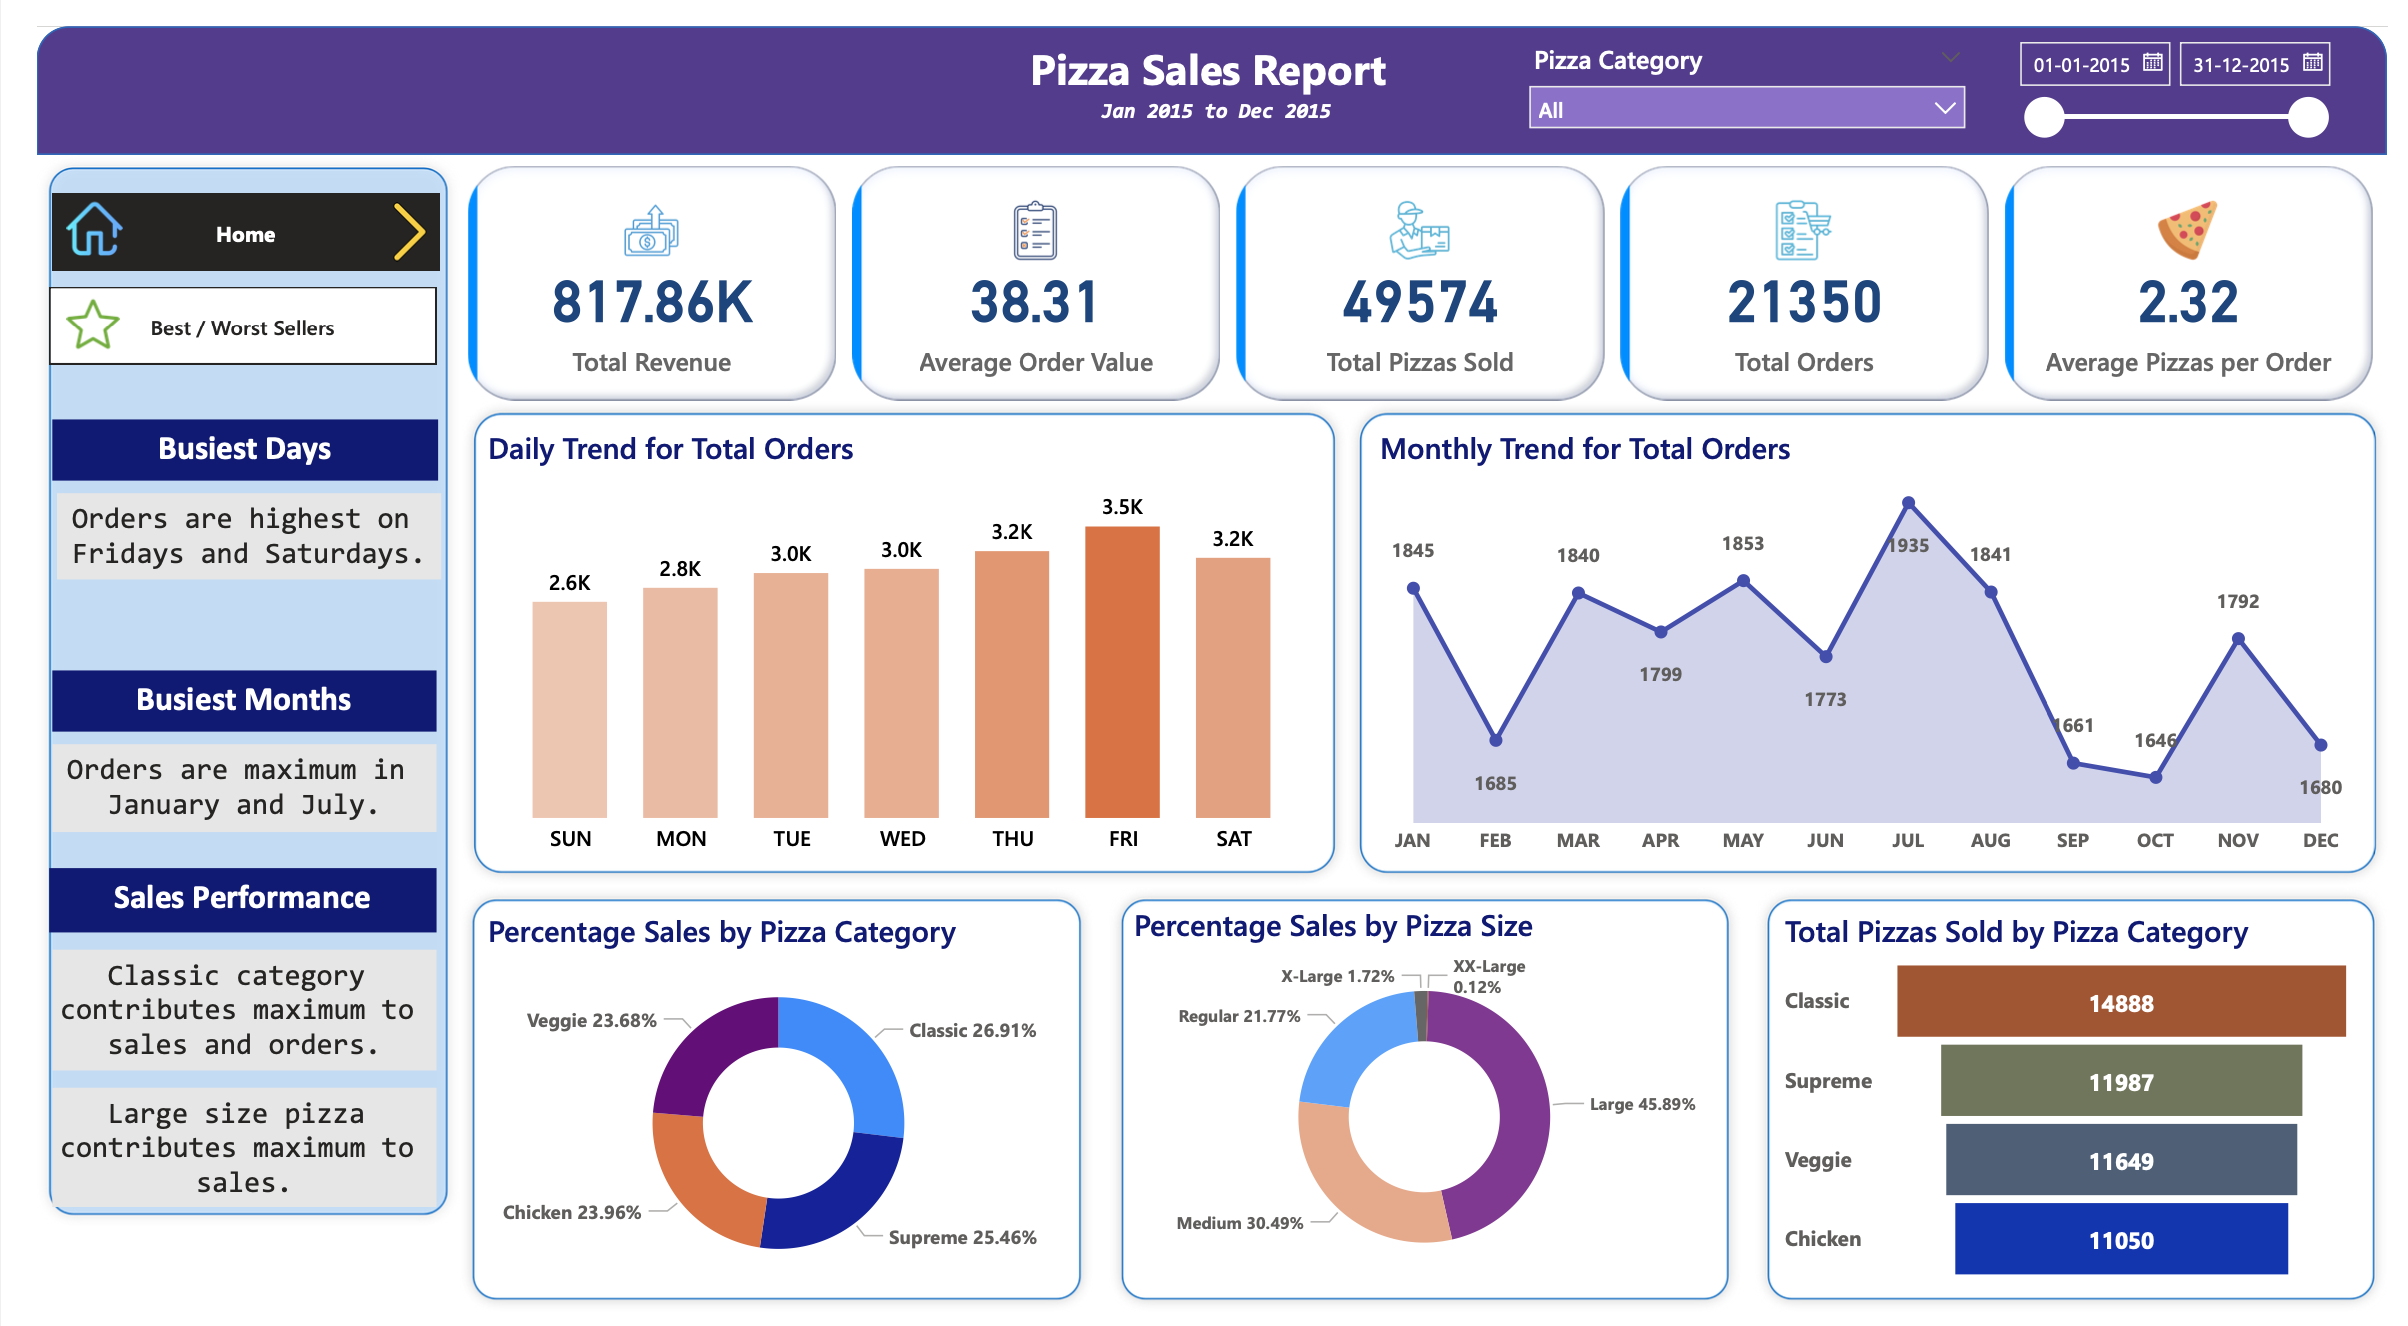 Pizza Sales Report
Jan 2015 to Dec 2015
Pizza Category
All
01-01-2015
31-12-2015
Home
Best / Worst Sellers
Busiest Days
Orders are highest on
Fridays and Saturdays.
Busiest Months
Orders are maximum in
January and July.
Sales Performance
Classic category
contributes maximum to
sales and orders.
Large size pizza
contributes maximum to
sales.
817.86K
Total Revenue
38.31
Average Order Value
49574
Total Pizzas Sold
21350
Total Orders
2.32
Average Pizzas per Order
Daily Trend for Total Orders
2.6K
2.8K
3.0K
3.0K
3.2K
3.5K
3.2K
SUN MON TUE WED THU FRI SAT
Monthly Trend for Total Orders
1845
1685
1840
1799
1853
1773
1935
1841
1661
1646
1792
1680
JAN FEB MAR APR MAY JUN JUL AUG SEP OCT NOV DEC
Percentage Sales by Pizza Category
Veggie 23.68%
Classic 26.91%
Chicken 23.96%
Supreme 25.46%
Percentage Sales by Pizza Size
X-Large 1.72%
XX-Large
0.12%
Regular 21.77%
Large 45.89%
Medium 30.49%
Total Pizzas Sold by Pizza Category
Classic 14888
Supreme 11987
Veggie 11649
Chicken 11050